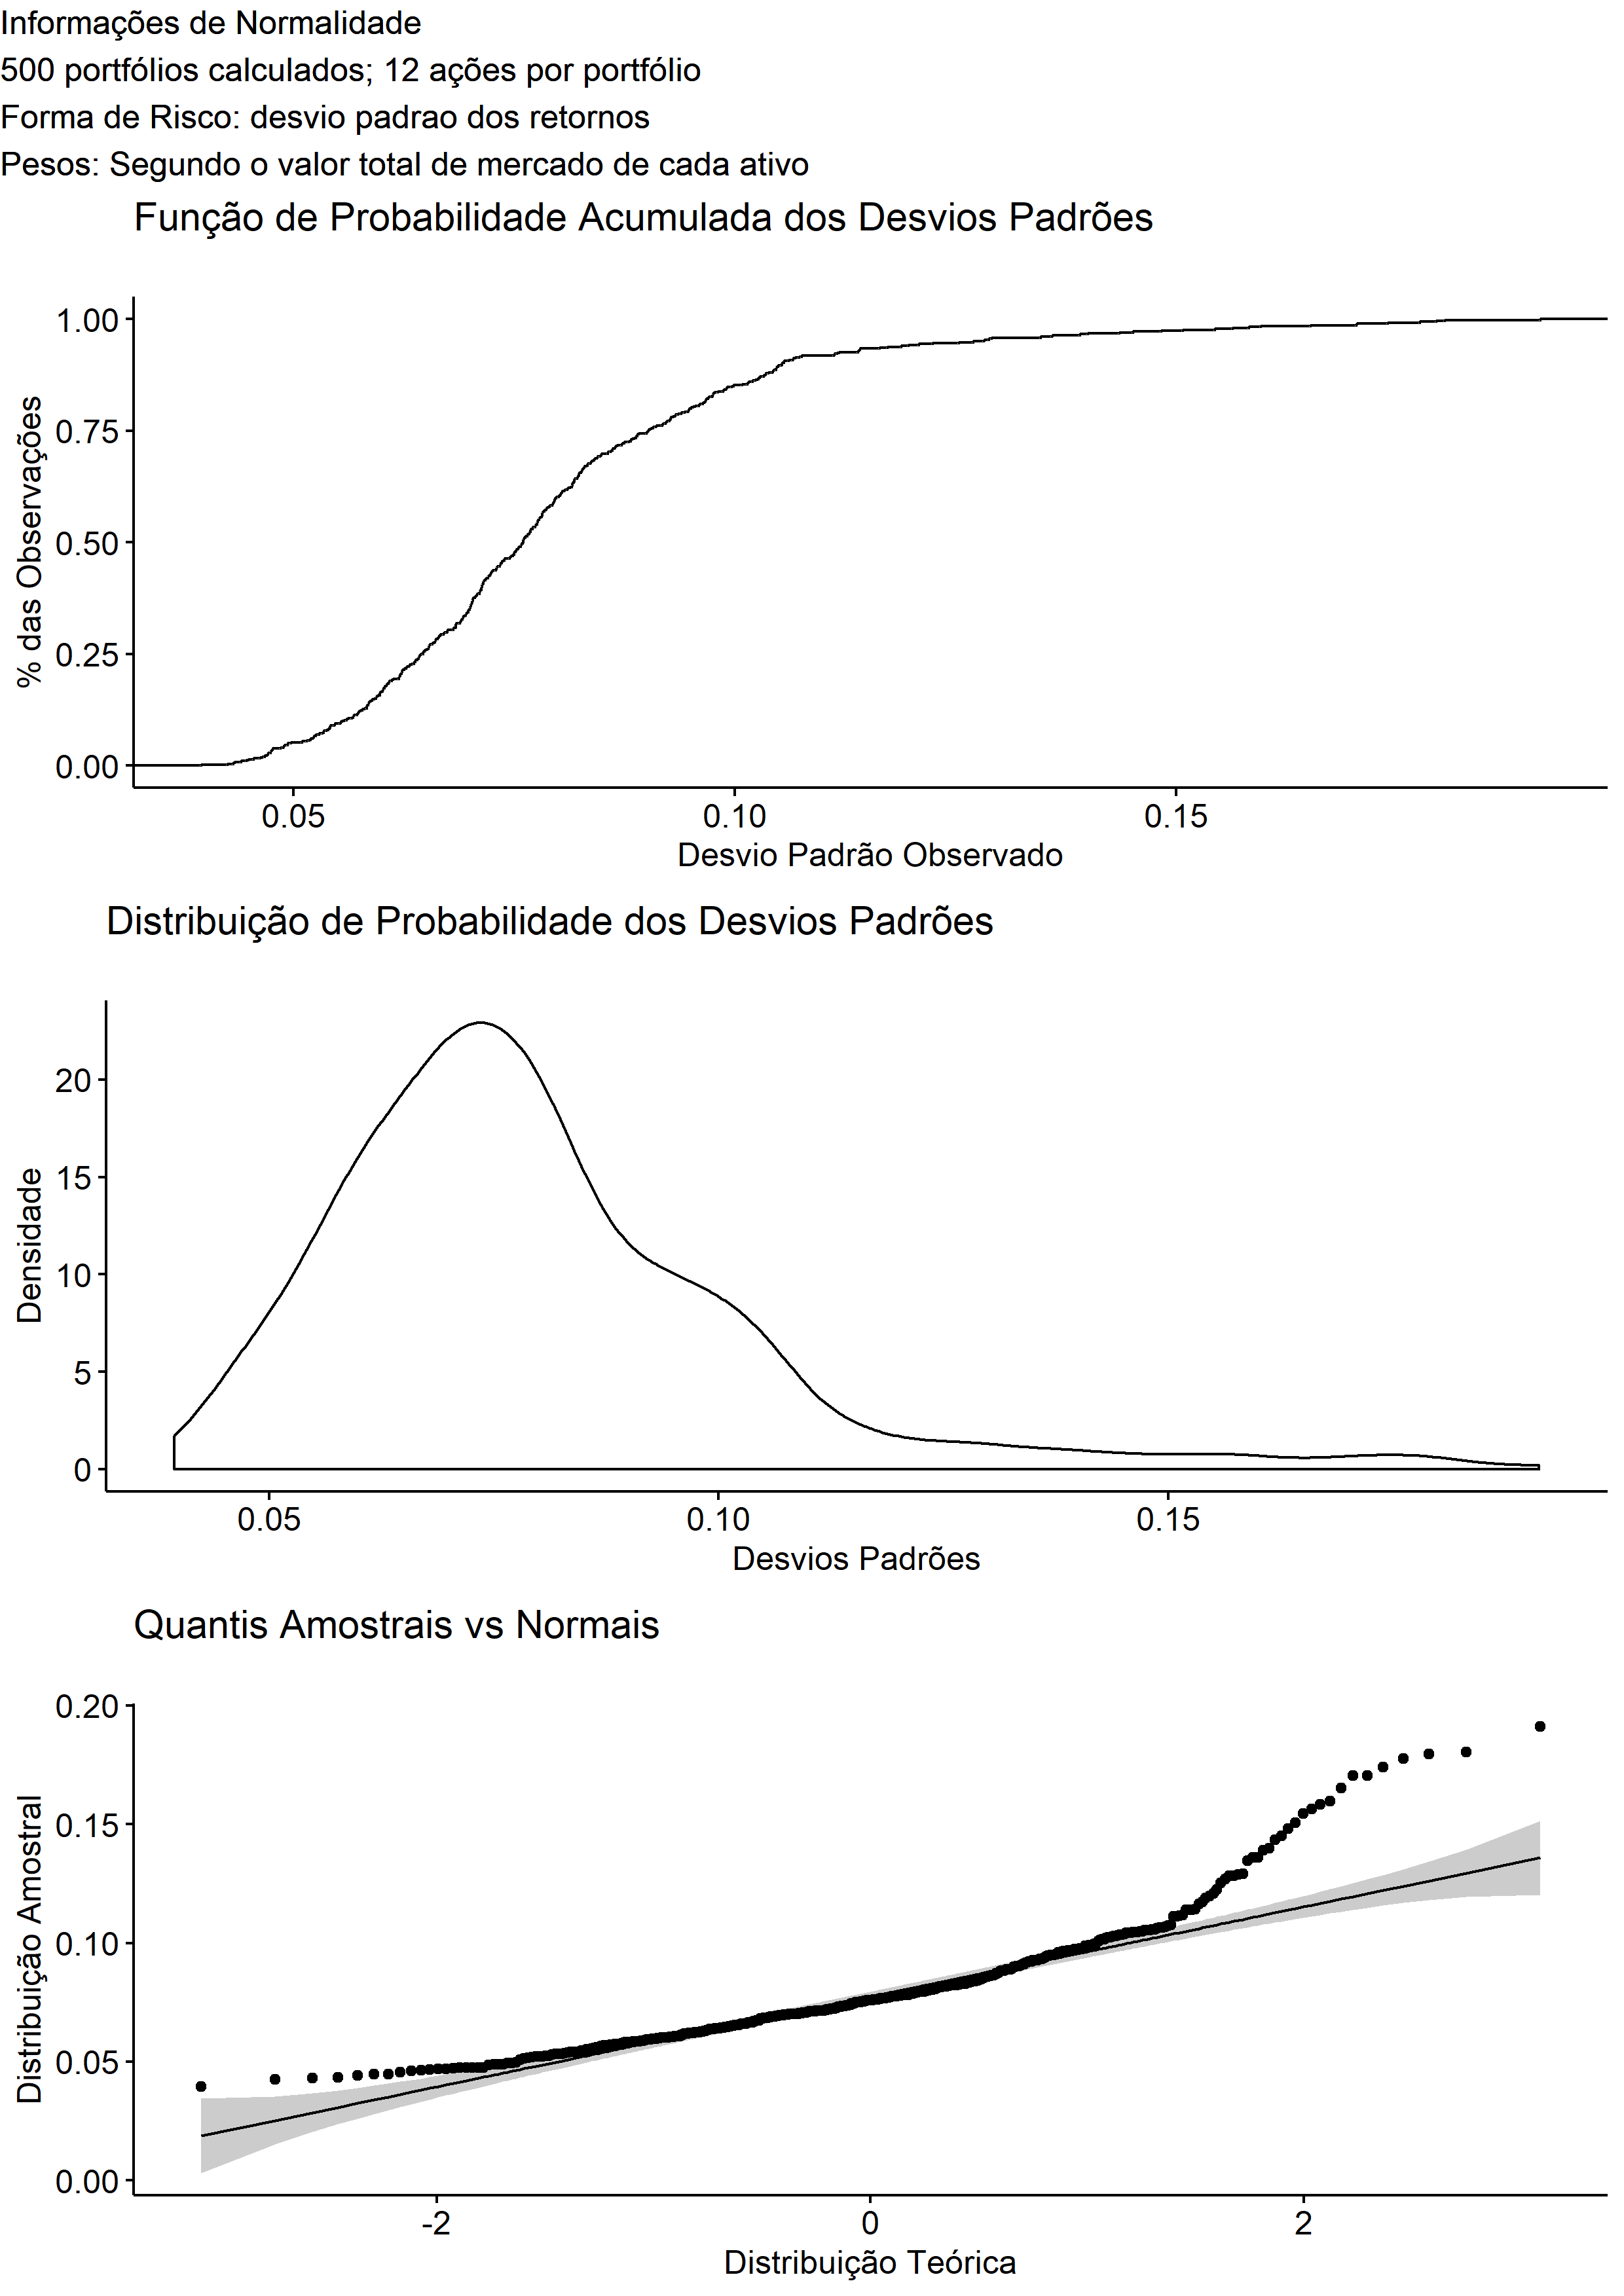 Informações de Normalidade
500 portfólios calculados; 12 ações por portfólio
Forma de Risco: desvio padrao dos retornos
Pesos: Segundo o valor total de mercado de cada ativo
Função de Probabilidade Acumulada dos Desvios Padrões
% das Observações
1.00
0.75
0.50
0.25
0.00
0.05
0.10
0.15
Desvio Padrão Observado
Distribuição de Probabilidade dos Desvios Padrões
Densidade
20
15
10
5
0
0.05
0.10
0.15
Desvios Padrões
Quantis Amostrais vs Normais
Distribuição Amostral
0.20
0.15
0.10
0.05
0.00
-2
0
2
Distribuição Teórica